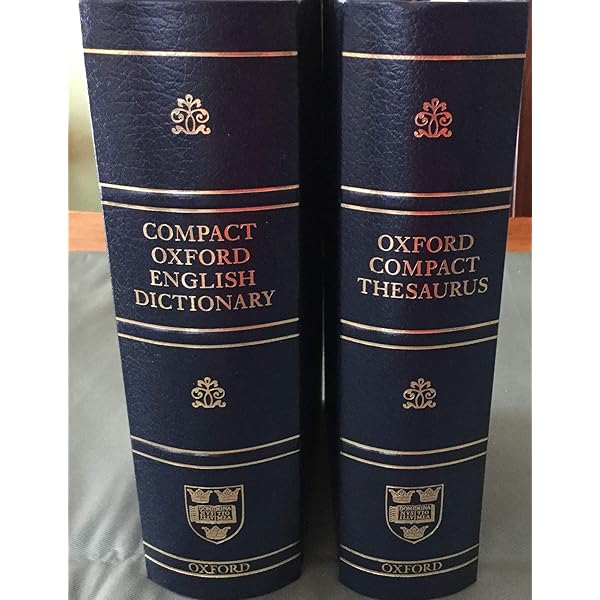 COMPACT
OXFORD
ENGLISH
DICTIONARY
OXFORD
OXFORD
COMPACT
THESAURUS
OXFORD